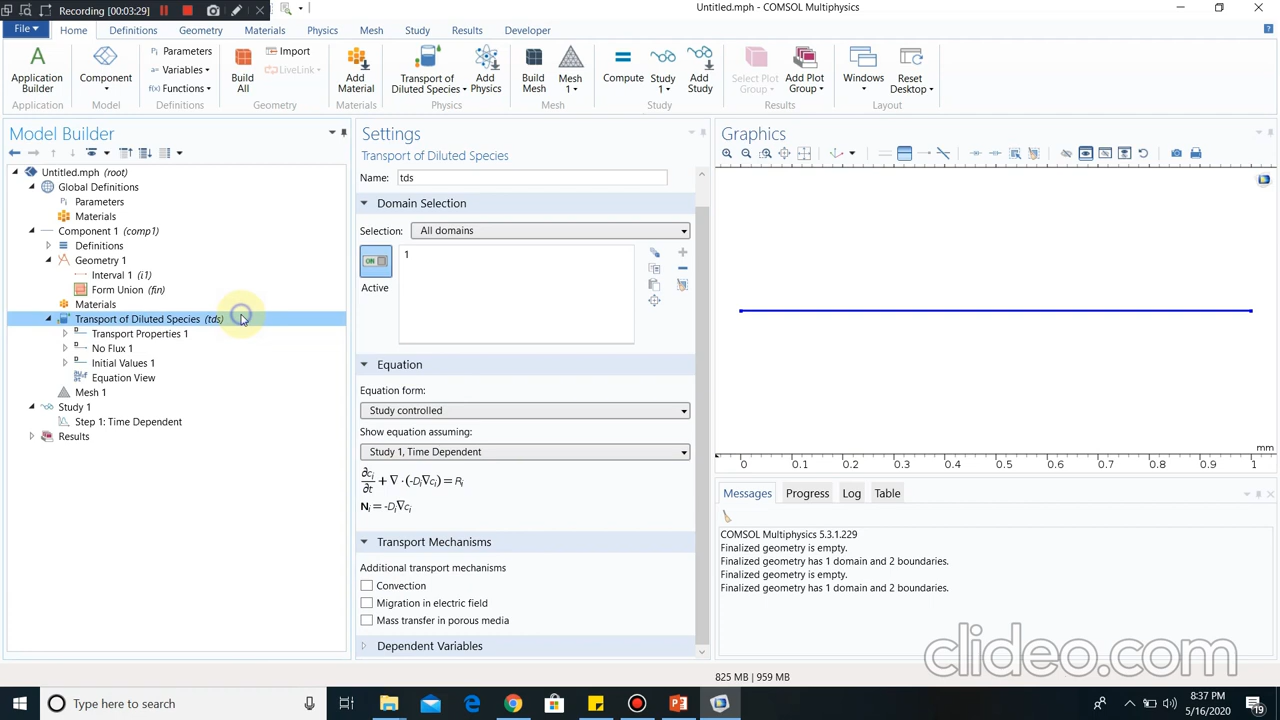 Recording [00:03:29]
Untitled.mph - COMSOL Multiphysics
File Home Definitions Geometry Materials Physics Mesh Study Results Developer
Application Builder
Component
Parameters
Variables
Functions
Build All
Import
LiveLink
Add Material
Transport of Diluted Species
Add Physics
Build Mesh
Mesh 1
Compute
Study 1
Add Study
Select Plot Group
Add Plot Group
Windows
Reset Desktop
Application Model Definitions Geometry Materials Physics Mesh Study Results Layout
Model Builder
Untitled.mph (root)
Global Definitions
Parameters
Materials
Component 1 (comp1)
Definitions
Geometry 1
Interval 1 (i1)
Form Union (fin)
Materials
Transport of Diluted Species (tds)
Transport Properties 1
No Flux 1
Initial Values 1
Equation View
Mesh 1
Study 1
Step 1: Time Dependent
Results
Settings
Transport of Diluted Species
Name: tds
Domain Selection
Selection: All domains
1
ON
Active
Equation
Equation form:
Study controlled
Show equation assuming:
Study 1, Time Dependent
∂cᵢ/∂t + ∇ · (-Dᵢ∇cᵢ) = Rᵢ
Nᵢ = -Dᵢ∇cᵢ
Transport Mechanisms
Additional transport mechanisms
Convection
Migration in electric field
Mass transfer in porous media
Dependent Variables
Graphics
mm
0 0.1 0.2 0.3 0.4 0.5 0.6 0.7 0.8 0.9 1
Messages Progress Log Table
COMSOL Multiphysics 5.3.1.229
Finalized geometry is empty.
Finalized geometry has 1 domain and 2 boundaries.
Finalized geometry is empty.
Finalized geometry has 1 domain and 2 boundaries.
clideo.com
825 MB | 959 MB
Type here to search
8:37 PM
5/16/2020
19